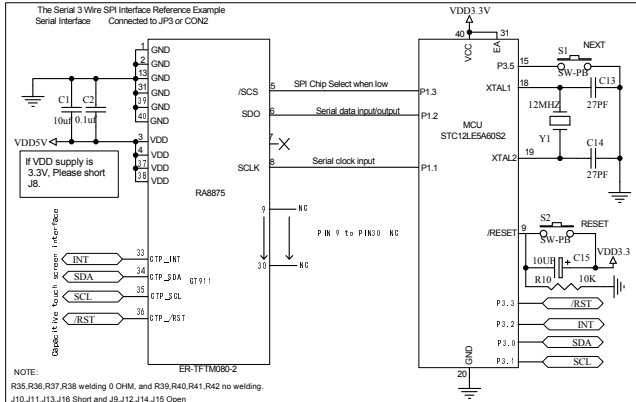 The Serial 3 Wire SPI Interface Reference Example
Serial Interface Connected to JP3 or CON2
1 GND
2 GND
13 GND
31 GND
39 GND
40 GND
C1 C2
10uf 0.1uf
VDD5V
3 VDD
4 VDD
37 VDD
38 VDD
If VDD supply is
3.3V, Please short
J8.
RA8875
/SCS 5 SPI Chip Select when low P1.3
SDO 6 Serial data input/output P1.2
7
SCLK 8 Serial clock input P1.1
9 NC
PIN 9 to PIN30 NC
30 NC
Capacitive touch screen interface
INT 33 CTP_INT
SDA 34 CTP_SDA
GT911
SCL 35 CTP_SCL
/RST 36 CTP_/RST
ER-TFTM080-2
VDD3.3V
40 31
VCC EA
MCU
STC12LE5A60S2
P3.5 15 S1 NEXT
SW-PB
XTAL1 18 C13
27PF
12MHZ
Y1
XTAL2 19 C14
27PF
/RESET 9 S2 RESET
SW-PB
VDD3.3
10UF + C15
R10 10K
P3.3 /RST
P3.2 INT
P3.0 SDA
P3.1 SCL
GND
20
NOTE:
R35,R36,R37,R38 welding 0 OHM, and R39,R40,R41,R42 no welding.
J10,J11,J13,J16 Short and J9,J12,J14,J15 Open